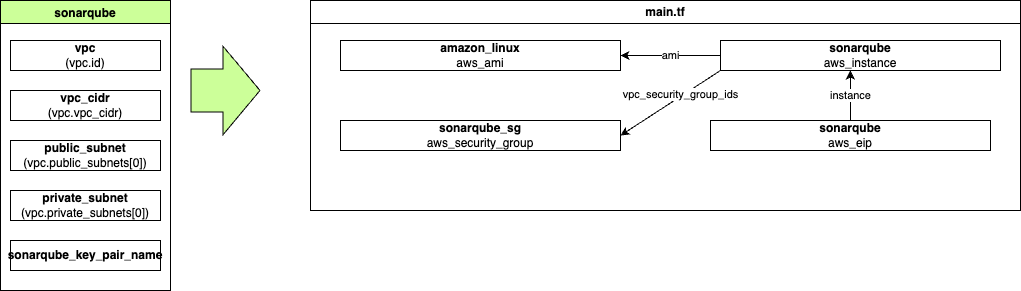 sonarqube
vpc
(vpc.id)
vpc_cidr
(vpc.vpc_cidr)
public_subnet
(vpc.public_subnets[0])
private_subnet
(vpc.private_subnets[0])
sonarqube_key_pair_name
main.tf
amazon_linux
aws_ami
ami
sonarqube
aws_instance
vpc_security_group_ids
instance
sonarqube_sg
aws_security_group
sonarqube
aws_eip